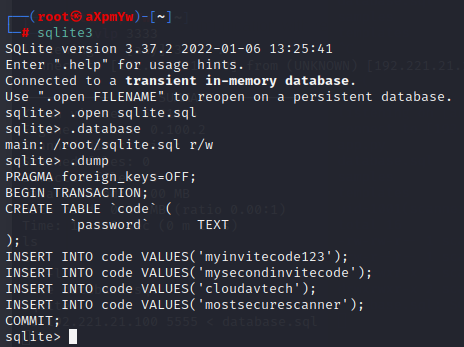 ┌──(root㉿aXpmYw)-[~]
└─# sqlite3
SQLite version 3.37.2 2022-01-06 13:25:41
Enter ".help" for usage hints.
Connected to a transient in-memory database.
Use ".open FILENAME" to reopen on a persistent database.
sqlite> .open sqlite.sql
sqlite> .database
main: /root/sqlite.sql r/w
sqlite> .dump
PRAGMA foreign_keys=OFF;
BEGIN TRANSACTION;
CREATE TABLE `code` (
`password` TEXT
);
INSERT INTO code VALUES('myinvitecode123');
INSERT INTO code VALUES('mysecondinvitecode');
INSERT INTO code VALUES('cloudavtech');
INSERT INTO code VALUES('mostsecurescanner');
COMMIT;
sqlite>